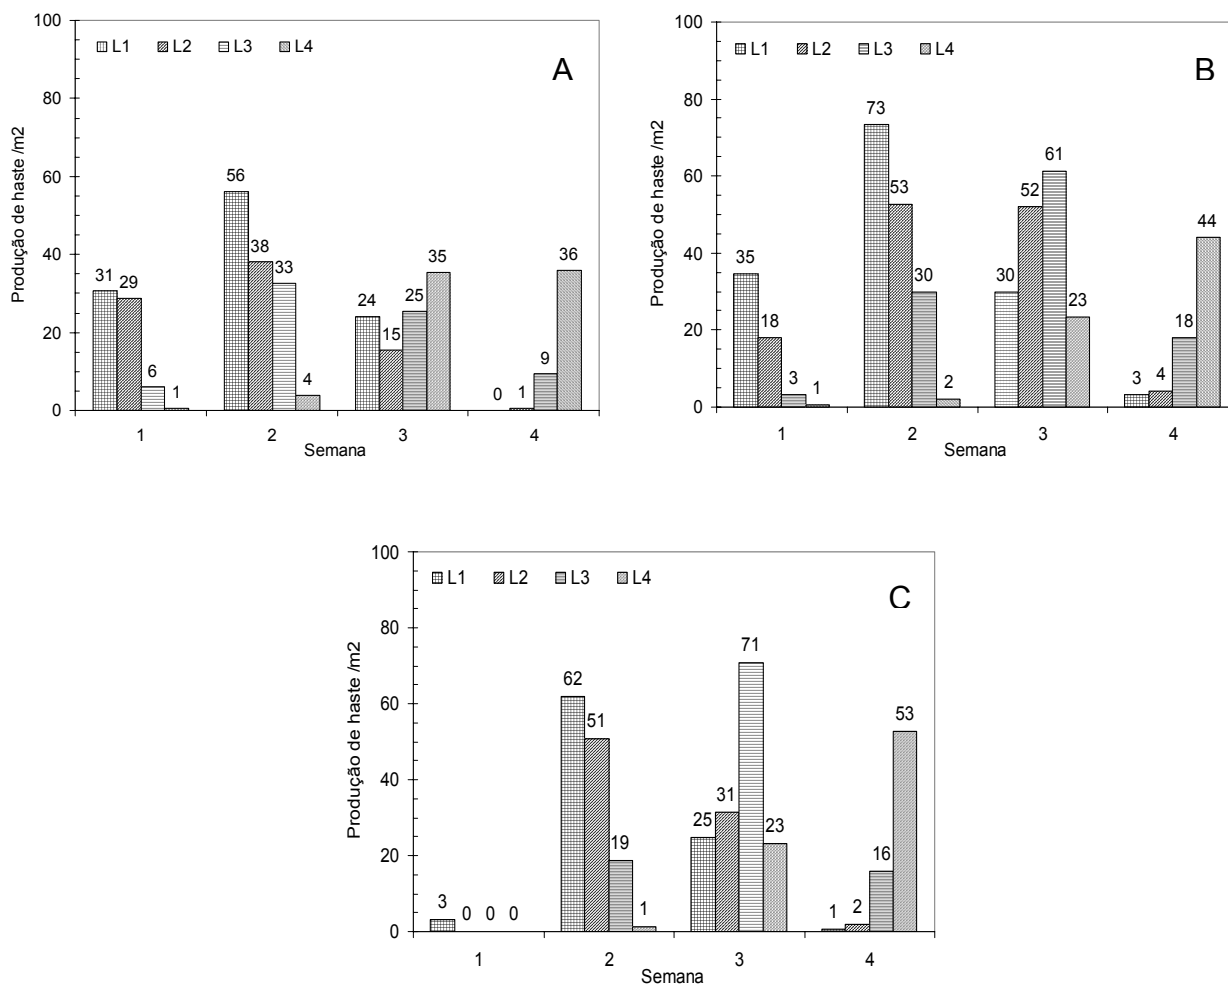 100
80
60
40
20
0
Produção de haste /m2
L1 L2 L3 L4
A
31 29 6 1
56 38 33 4
24 15 25 35
0 1 9 36
1 2 3 4
Semana
100
80
60
40
20
0
Produção de haste /m2
L1 L2 L3 L4
B
35 18 3 1
73 53 30 2
30 52 61 23
3 4 18 44
1 2 3 4
Semana
100
80
60
40
20
0
Produção de haste /m2
L1 L2 L3 L4
C
3 0 0 0
62 51 19 1
25 31 71 23
1 2 16 53
1 2 3 4
Semana